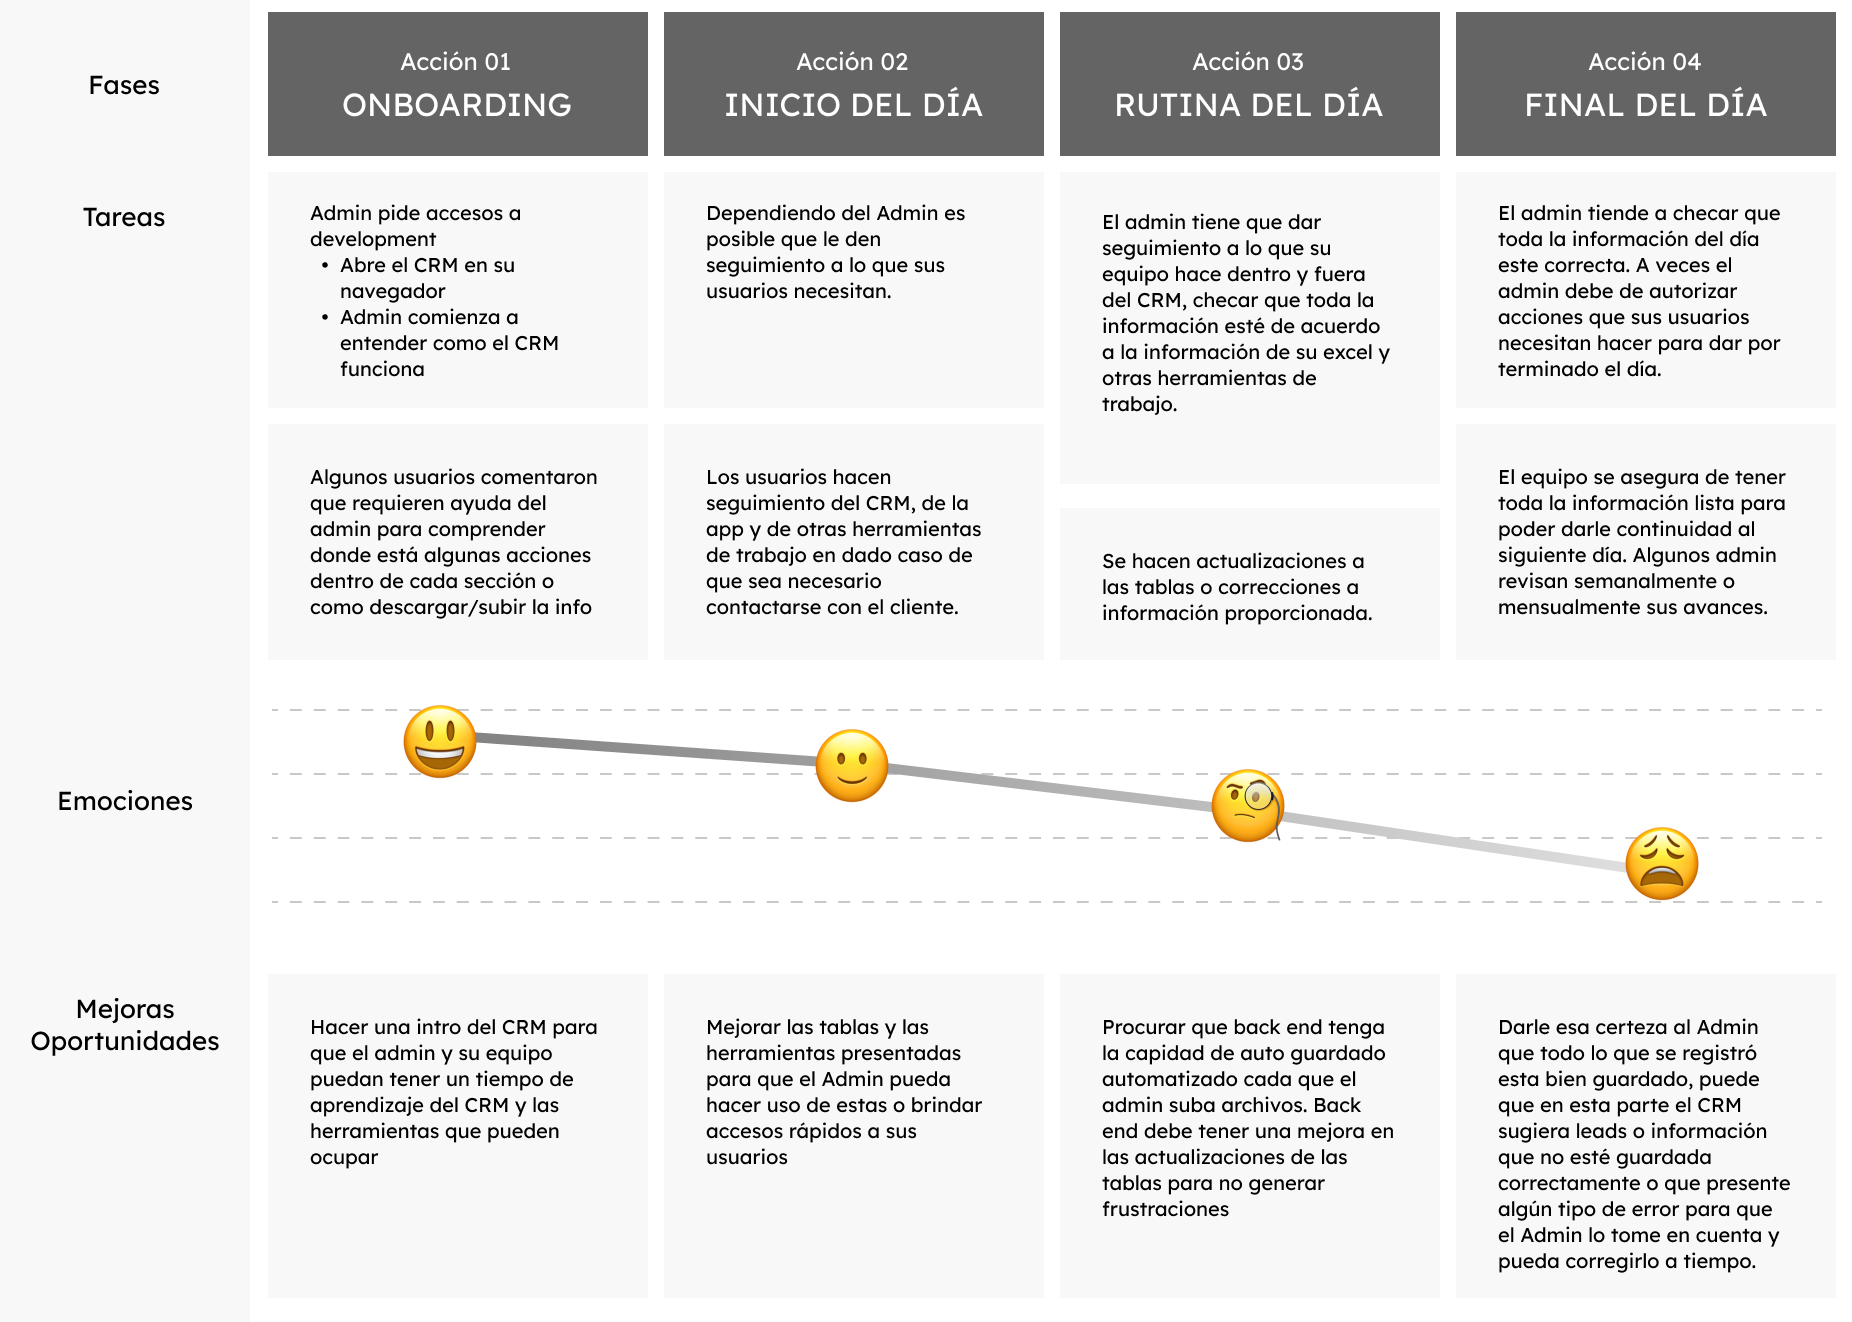 Fases
Acción 01
ONBOARDING
Acción 02
INICIO DEL DÍA
Acción 03
RUTINA DEL DÍA
Acción 04
FINAL DEL DÍA
Tareas
Admin pide accesos a
development
• Abre el CRM en su
navegador
• Admin comienza a
entender como el CRM
funciona
Dependiendo del Admin es
posible que le den
seguimiento a lo que sus
usuarios necesitan.
El admin tiene que dar
seguimiento a lo que su
equipo hace dentro y fuera
del CRM, checar que toda la
información esté de acuerdo
a la información de su excel y
otras herramientas de
trabajo.
El admin tiende a checar que
toda la información del día
este correcta. A veces el
admin debe de autorizar
acciones que sus usuarios
necesitan hacer para dar por
terminado el día.
Algunos usuarios comentaron
que requieren ayuda del
admin para comprender
donde está algunas acciones
dentro de cada sección o
como descargar/subir la info
Los usuarios hacen
seguimiento del CRM, de la
app y de otras herramientas
de trabajo en dado caso de
que sea necesario
contactarse con el cliente.
Se hacen actualizaciones a
las tablas o correcciones a
información proporcionada.
El equipo se asegura de tener
toda la información lista para
poder darle continuidad al
siguiente día. Algunos admin
revisan semanalmente o
mensualmente sus avances.
Emociones
Mejoras
Oportunidades
Hacer una intro del CRM para
que el admin y su equipo
puedan tener un tiempo de
aprendizaje del CRM y las
herramientas que pueden
ocupar
Mejorar las tablas y las
herramientas presentadas
para que el Admin pueda
hacer uso de estas o brindar
accesos rápidos a sus
usuarios
Procurar que back end tenga
la capidad de auto guardado
automatizado cada que el
admin suba archivos. Back
end debe tener una mejora en
las actualizaciones de las
tablas para no generar
frustraciones
Darle esa certeza al Admin
que todo lo que se registró
esta bien guardado, puede
que en esta parte el CRM
sugiera leads o información
que no esté guardada
correctamente o que presente
algún tipo de error para que
el Admin lo tome en cuenta y
pueda corregirlo a tiempo.